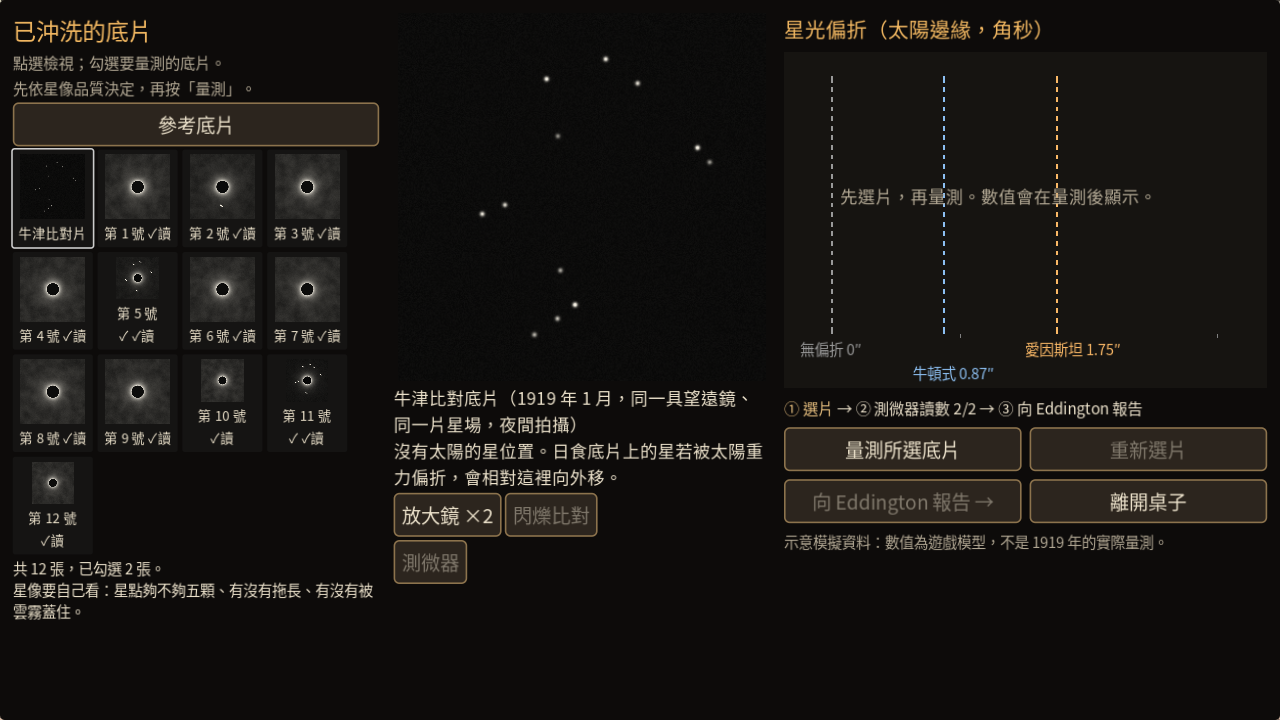 已沖洗的底片
點選檢視；勾選要量測的底片。
先依星像品質決定，再按「量測」。
參考底片
牛津比對片
第 1 號 ✓讀
第 2 號 ✓讀
第 3 號 ✓讀
第 4 號 ✓讀
第 5 號
✓ ✓讀
第 6 號 ✓讀
第 7 號 ✓讀
第 8 號 ✓讀
第 9 號 ✓讀
第 10 號
✓讀
第 11 號
✓ ✓讀
第 12 號
✓讀
共 12 張，已勾選 2 張。
星像要自己看：星點夠不夠五顆、有沒有拖長、有沒有被
雲霧蓋住。
牛津比對底片（1919 年 1 月，同一具望遠鏡、
同一片星場，夜間拍攝）
沒有太陽的星位置。日食底片上的星若被太陽重
力偏折，會相對這裡向外移。
放大鏡 ×2
閃爍比對
測微器
星光偏折（太陽邊緣，角秒）
先選片，再量測。數值會在量測後顯示。
無偏折 0″
愛因斯坦 1.75″
牛頓式 0.87″
① 選片 → ② 測微器讀數 2/2 → ③ 向 Eddington 報告
量測所選底片
重新選片
向 Eddington 報告 →
離開桌子
示意模擬資料：數值為遊戲模型，不是 1919 年的實際量測。